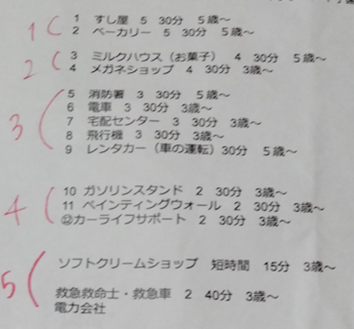 1 すし屋 5 30分 5歳～
2 ベーカリー 5 30分 5歳～
1
3 ミルクハウス（お菓子） 4 30分 5歳～
4 メガネショップ 4 30分 3歳～
2
5 消防署 3 30分 5歳～
6 電車 3 30分 3歳～
7 宅配センター 3 30分 3歳～
8 飛行機 3 30分 3歳～
9 レンタカー（車の運転）30分 5歳～
3
10 ガソリンスタンド 2 30分 3歳～
11 ペインティングウォール 2 30分 3歳～
⑫カーライフサポート 2 30分 3歳～
4
ソフトクリームショップ 短時間 15分 3歳～
5
救急救命士・救急車 2 40分 3歳～
電力会社